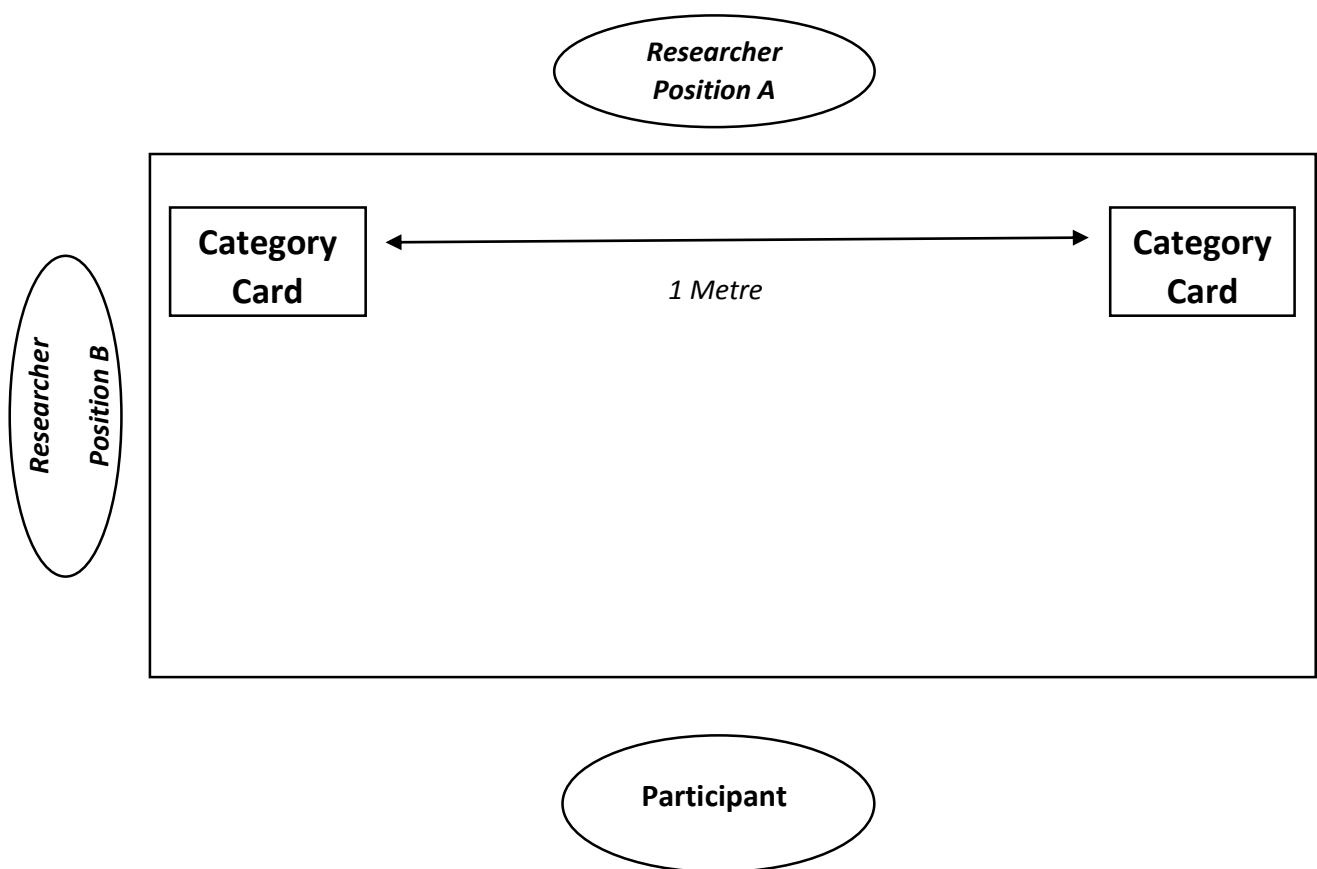 Researcher
Position A
Category
Card
1 Metre
Category
Card
Researcher
Position B
Participant